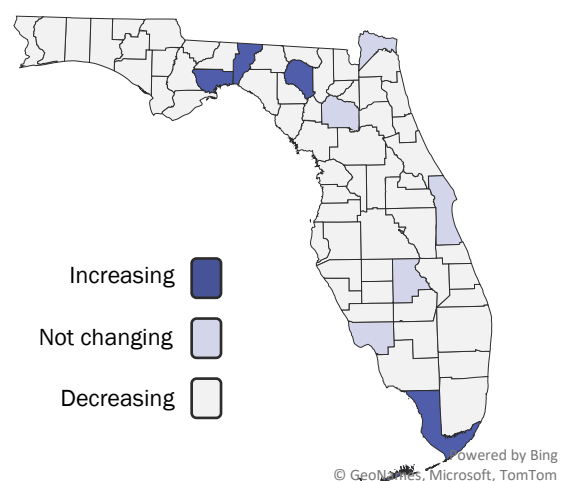 Increasing
Not changing
Decreasing
Powered by Bing
© GeoNames, Microsoft, TomTom